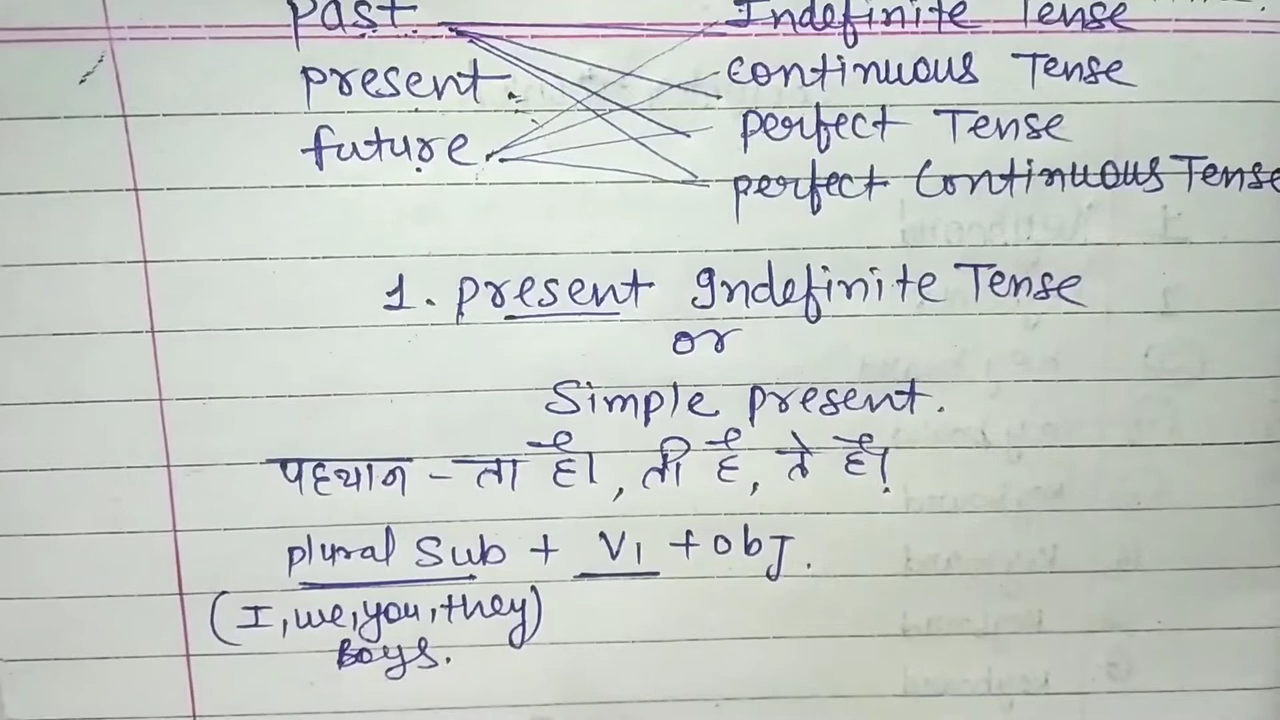 Past. Indefinite Tense
present. continuous Tense
future. perfect Tense
perfect Continuous Tense
1. present Indefinite Tense
or
Simple present.
पहचान - ता है।, ती है, ते हैं।
plural Sub + V1 + obj.
(I, we, you, they)
Boys.